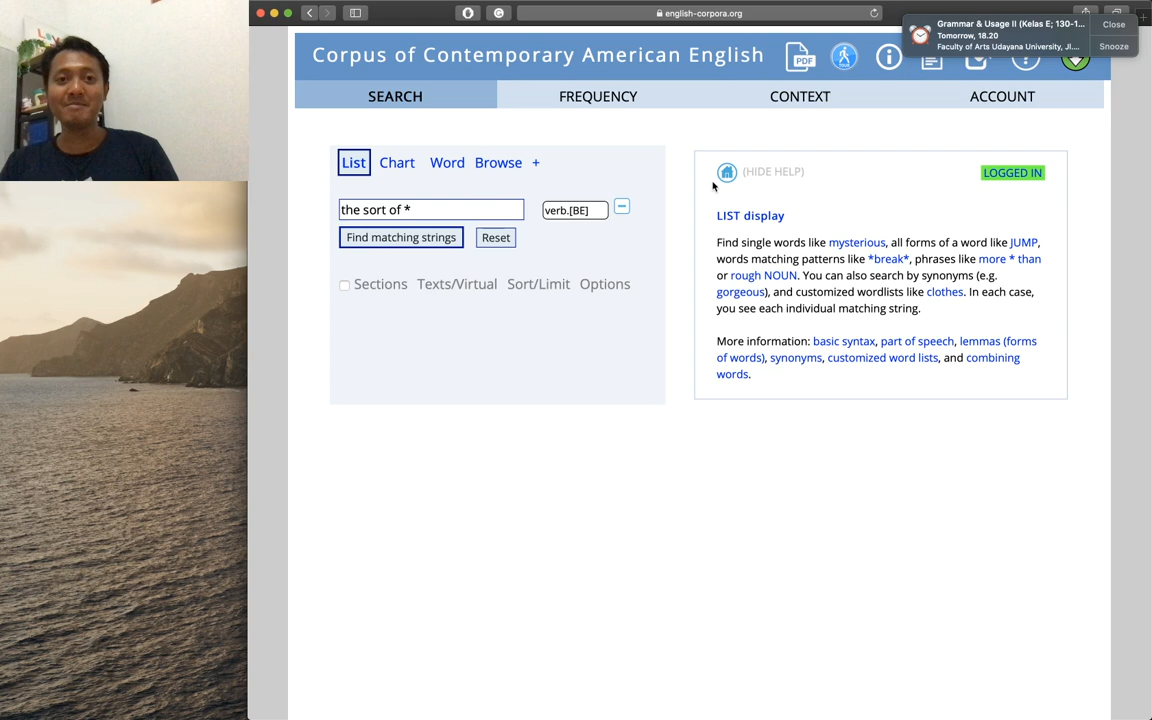 english-corpora.org
Grammar & Usage II (Kelas E; 130-1...
Tomorrow, 18.20
Faculty of Arts Udayana University, Jl....
Close
Snooze
Corpus of Contemporary American English
PDF
TOUR
SEARCH
FREQUENCY
CONTEXT
ACCOUNT
List Chart Word Browse +
the sort of *
verb.[BE]
Find matching strings
Reset
Sections Texts/Virtual Sort/Limit Options
(HIDE HELP)
LOGGED IN
LIST display
Find single words like mysterious, all forms of a word like JUMP,
words matching patterns like *break*, phrases like more * than
or rough NOUN. You can also search by synonyms (e.g.
gorgeous), and customized wordlists like clothes. In each case,
you see each individual matching string.
More information: basic syntax, part of speech, lemmas (forms
of words), synonyms, customized word lists, and combining
words.